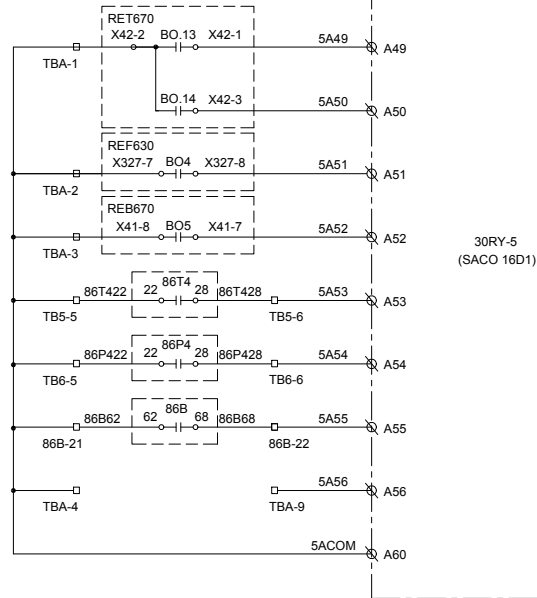 RET670
X42-2 BO.13 X42-1 5A49 A49
TBA-1
BO.14 X42-3 5A50 A50
REF630
X327-7 BO4 X327-8 5A51 A51
TBA-2
REB670
X41-8 BO5 X41-7 5A52 A52
TBA-3
30RY-5
(SACO 16D1)
86T4
86T422 22 28 86T428 5A53 A53
TB5-5 TB5-6
86P4
86P422 22 28 86P428 5A54 A54
TB6-5 TB6-6
86B
86B62 62 68 86B68 5A55 A55
86B-21 86B-22
5A56 A56
TBA-4 TBA-9
5ACOM A60